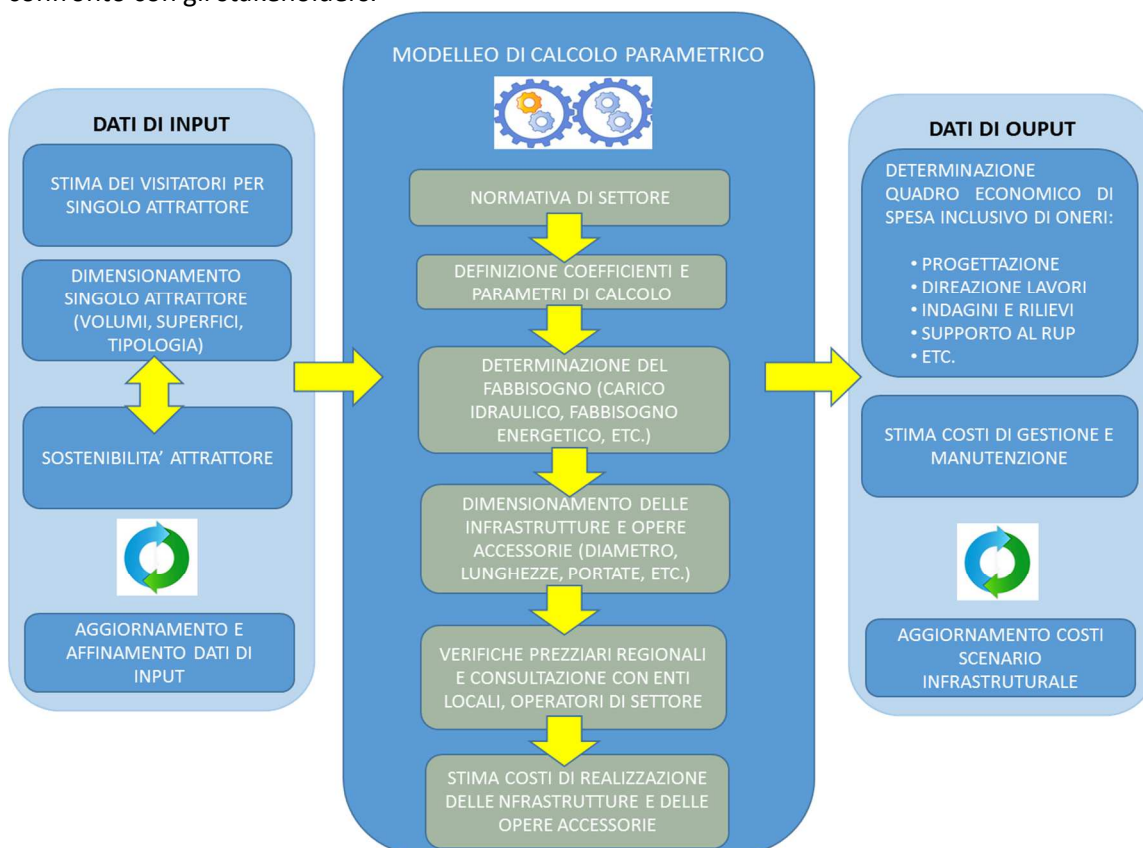 confronto con gli stakeholders.
MODELLEO DI CALCOLO PARAMETRICO
DATI DI INPUT
STIMA DEI VISITATORI PER
SINGOLO ATTRATTORE
DIMENSIONAMENTO
SINGOLO ATTRATTORE
(VOLUMI, SUPERFICI,
TIPOLOGIA)
SOSTENIBILITA’ ATTRATTORE
AGGIORNAMENTO E
AFFINAMENTO DATI DI
INPUT
NORMATIVA DI SETTORE
DEFINIZIONE COEFFICIENTI E
PARAMETRI DI CALCOLO
DETERMINAZIONE DEL
FABBISOGNO (CARICO
IDRAULICO, FABBISOGNO
ENERGETICO, ETC.)
DIMENSIONAMENTO DELLE
INFRASTRUTTURE E OPERE
ACCESSORIE (DIAMETRO,
LUNGHEZZE, PORTATE, ETC.)
VERIFICHE PREZZIARI REGIONALI
E CONSULTAZIONE CON ENTI
LOCALI, OPERATORI DI SETTORE
STIMA COSTI DI REALIZZAZIONE
DELLE NFRASTRUTTURE E DELLE
OPERE ACCESSORIE
DATI DI OUPUT
DETERMINAZIONE
QUADRO ECONOMICO DI
SPESA INCLUSIVO DI ONERI:
• PROGETTAZIONE
• DIREAZIONE LAVORI
• INDAGINI E RILIEVI
• SUPPORTO AL RUP
• ETC.
STIMA COSTI DI GESTIONE E
MANUTENZIONE
AGGIORNAMENTO COSTI
SCENARIO
INFRASTRUTURALE